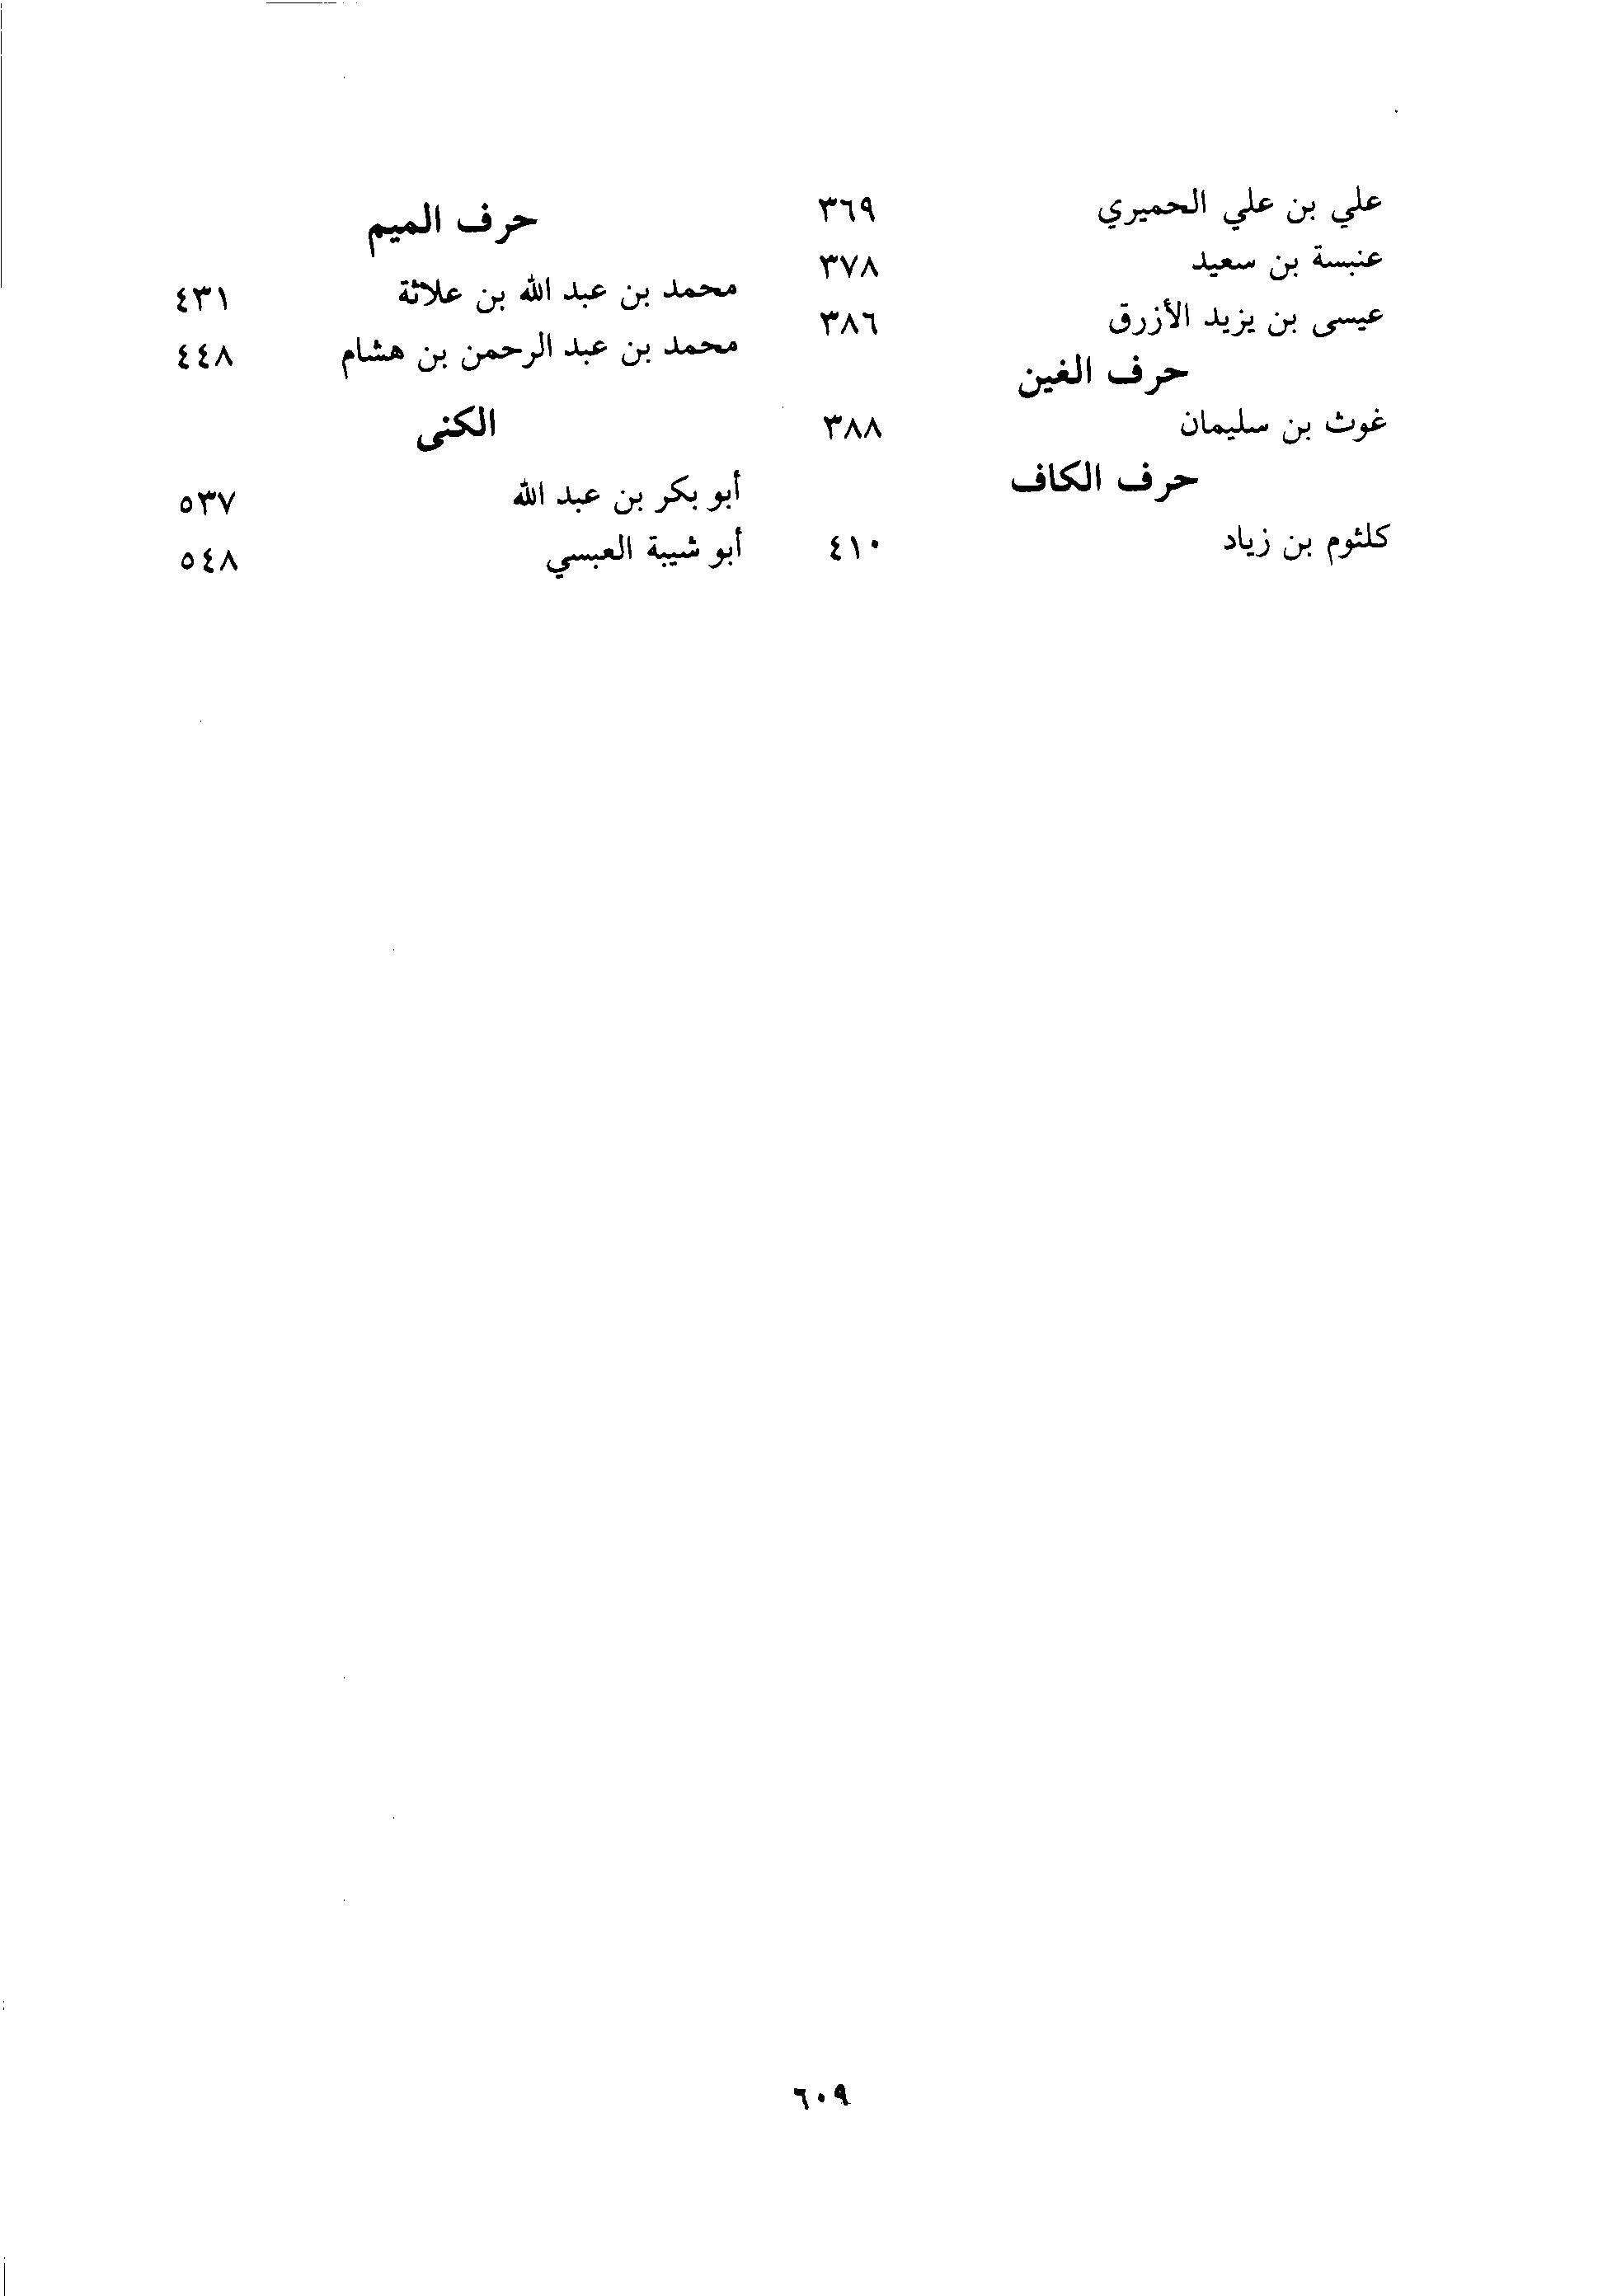 علي بن علي الحميري ٣٦٩
عنبسة بن سعيد ٣٧٨
عيسى بن يزيد الأزرق ٣٨٦
حرف الغين
غوث بن سليمان ٣٨٨
حرف الكاف
كلثوم بن زياد ٤١٠
حرف الميم
محمد بن عبد الله بن علاثة ٤٣١
محمد بن عبد الرحمن بن هشام ٤٤٨
الكنى
أبو بكر بن عبد الله ٥٣٧
أبو شيبة العبسي ٥٤٨
٦٠٩